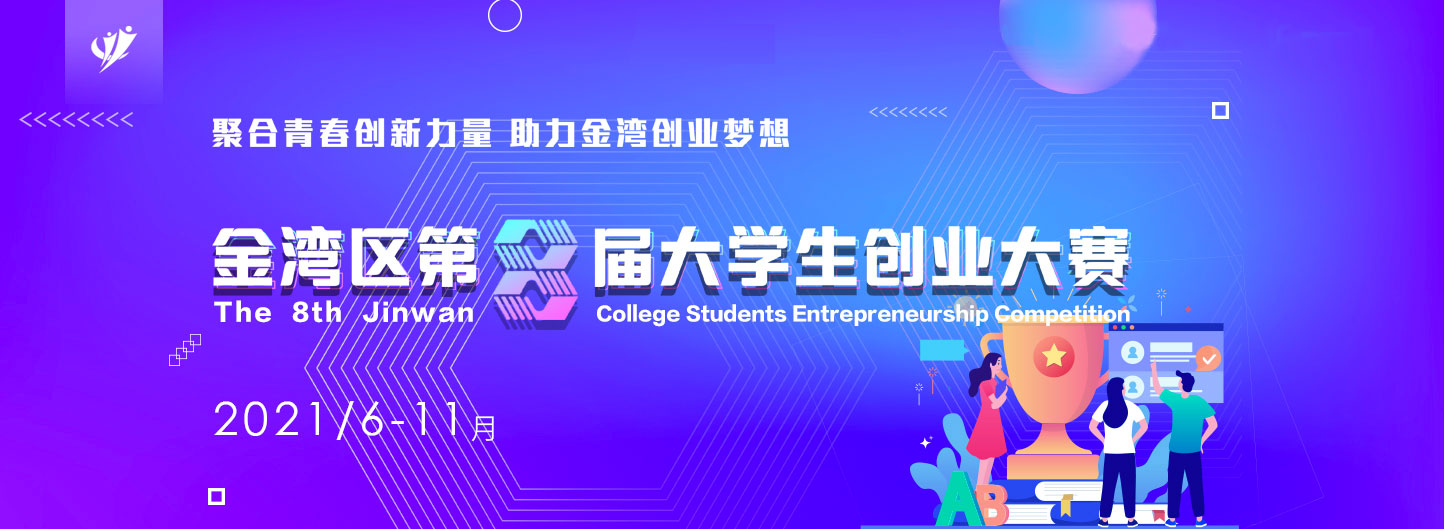 聚合青春创新力量 助力金湾创业梦想
金湾区第8届大学生创业大赛
The 8th Jinwan College Students Entrepreneurship Competition
2021/6-11月
AB